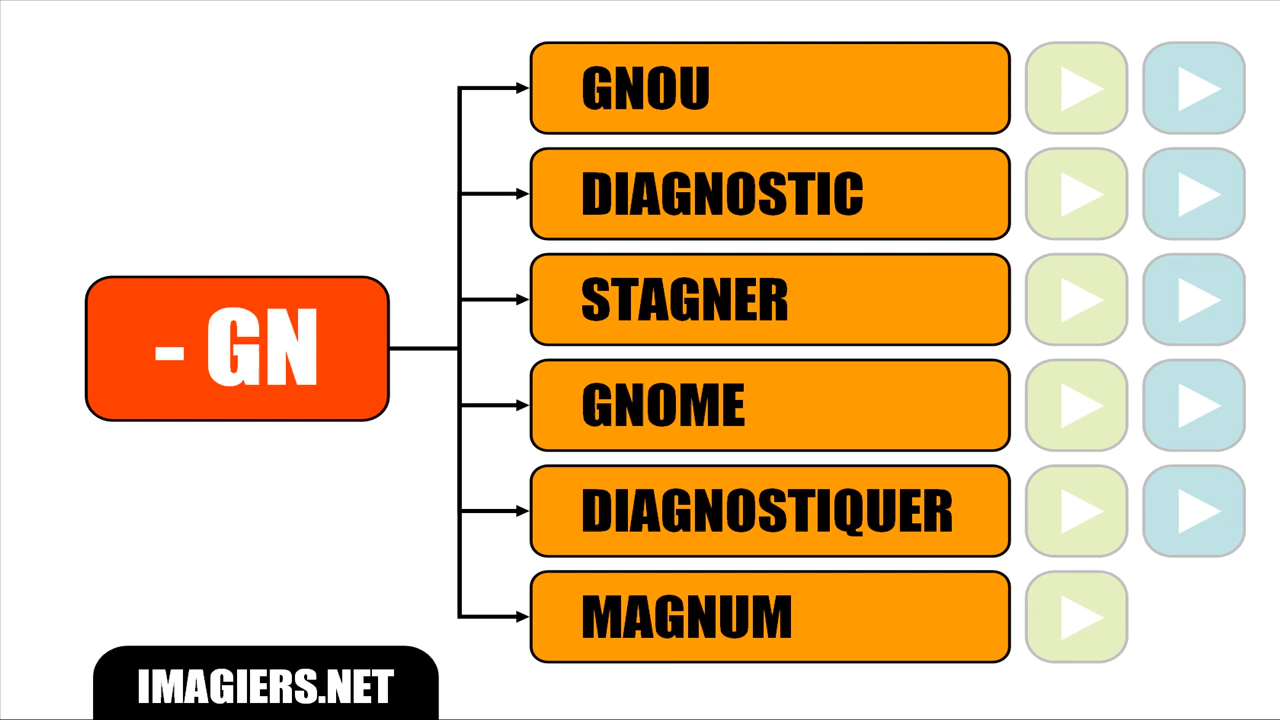 - GN
GNOU
DIAGNOSTIC
STAGNER
GNOME
DIAGNOSTIQUER
MAGNUM
IMAGIERS.NET